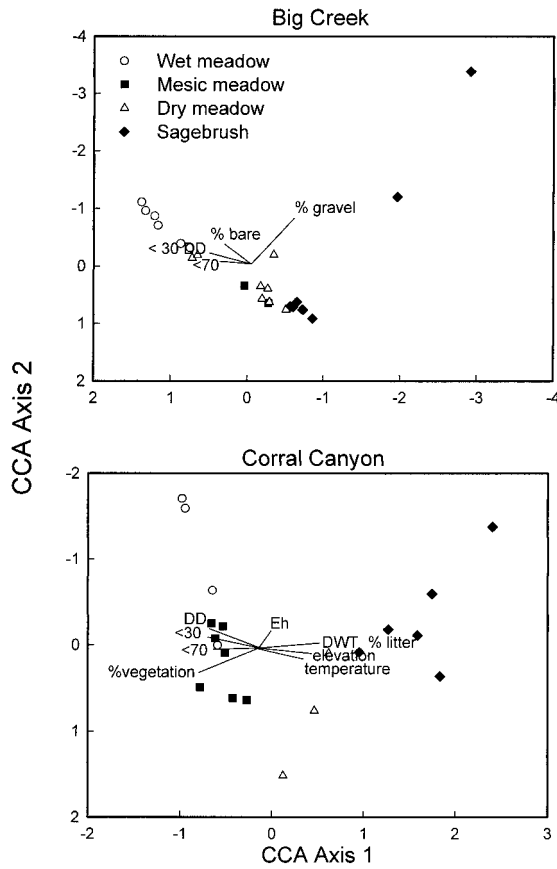 Big Creek
-4
-3
-2
-1
0
1
2
Wet meadow
Mesic meadow
Dry meadow
Sagebrush
% gravel
% bare
< 30 DD
<70
2 1 0 -1 -2 -3 -4
CCA Axis 2
Corral Canyon
-2
-1
0
1
2
DD
Eh
<30
DWT % litter
<70
elevation
%vegetation
temperature
-2 -1 0 1 2 3
CCA Axis 1